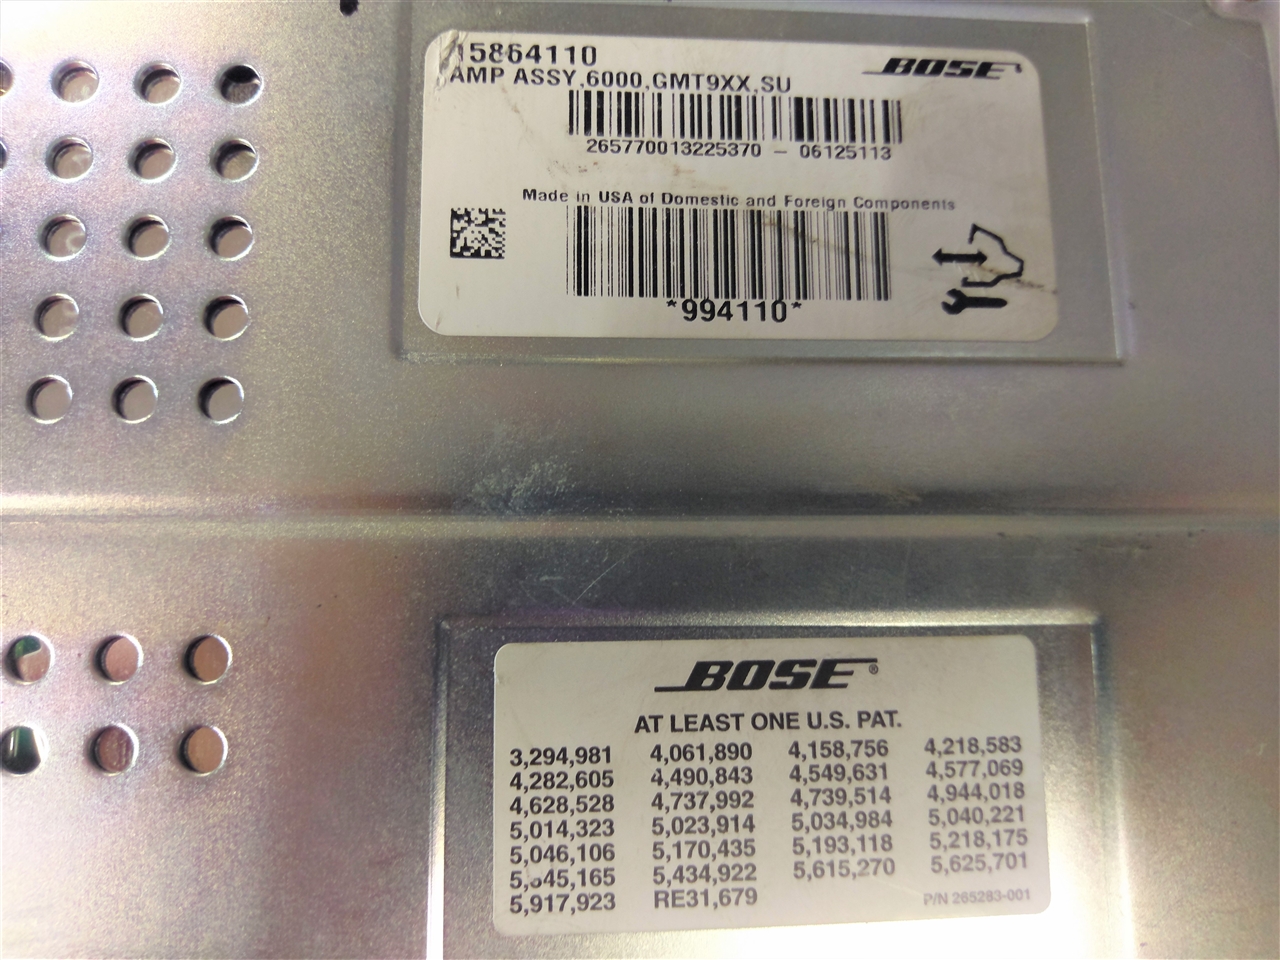 15864110
BOSE®
AMP ASSY,6000,GMT9XX,SU
265770013225370 - 06125113
Made in USA of Domestic and Foreign Components
*994110*
BOSE®
AT LEAST ONE U.S. PAT.
3,294,981 4,061,890 4,158,756 4,218,583
4,282,605 4,490,843 4,549,631 4,577,069
4,628,528 4,737,992 4,739,514 4,944,018
5,014,323 5,023,914 5,034,984 5,040,221
5,046,106 5,170,435 5,193,118 5,218,175
5,345,165 5,434,922 5,615,270 5,625,701
5,917,923 RE31,679
P/N 265283-001